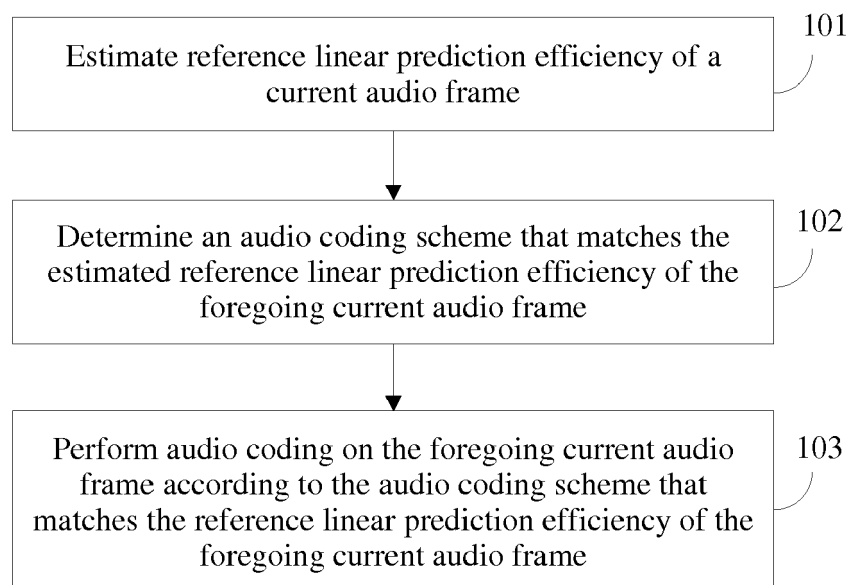 101
Estimate reference linear prediction efficiency of a
current audio frame
102
Determine an audio coding scheme that matches the
estimated reference linear prediction efficiency of the
foregoing current audio frame
103
Perform audio coding on the foregoing current audio
frame according to the audio coding scheme that
matches the reference linear prediction efficiency of the
foregoing current audio frame